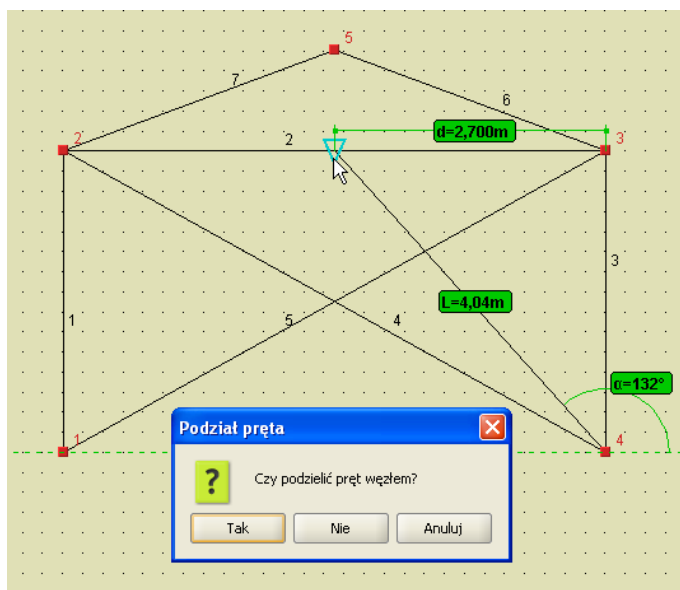 5
7
6
d=2,700m
2
2
3
3
L=4,04m
1
5
4
α=132°
1
4
Podział pręta
Czy podzielić pręt węzłem?
Tak Nie Anuluj